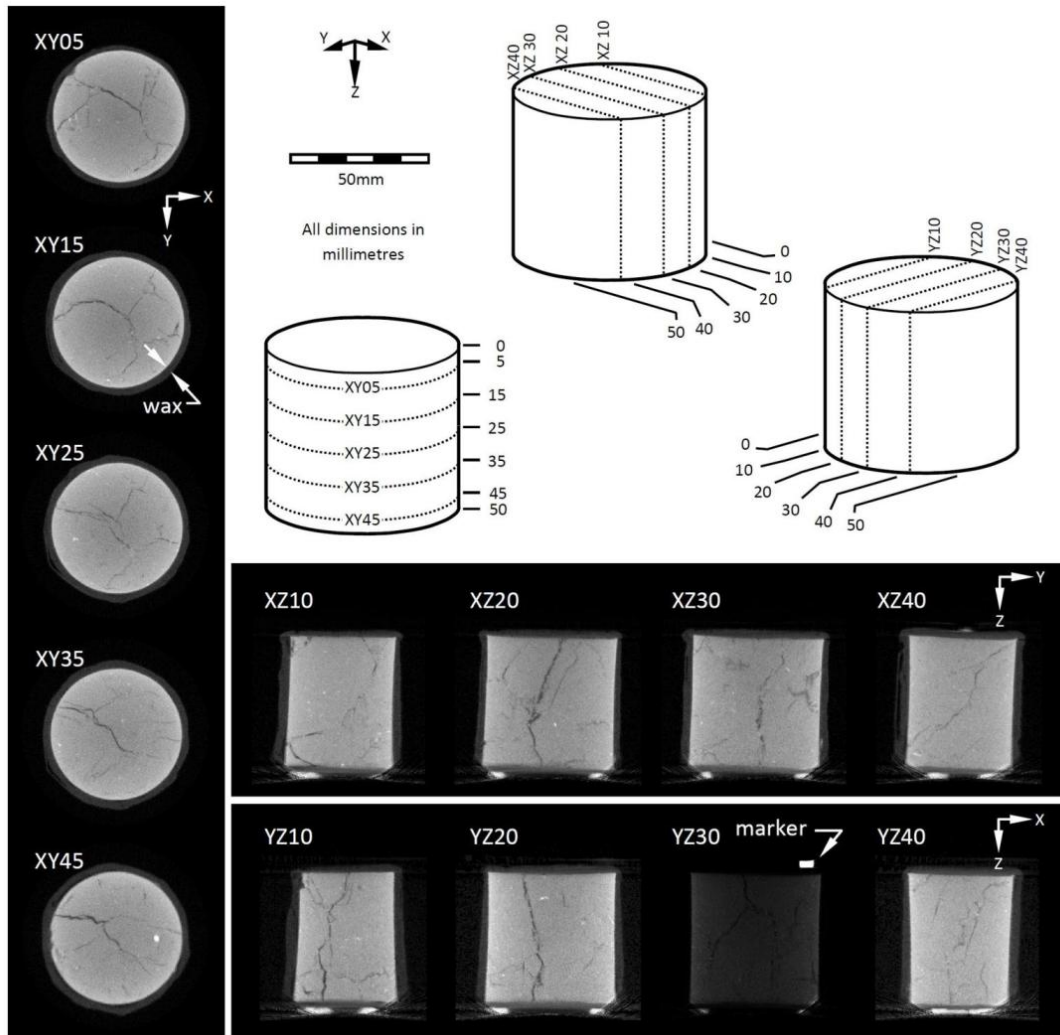 XY05
X
Y
XY15
wax
XY25
XY35
XY45
Y
X
Z
50mm
All dimensions in
millimetres
XZ40
XZ 30
XZ 20
XZ 10
0
10
20
30
40
50
YZ10
YZ20
YZ30
YZ40
0
10
20
30
40
50
0
5
15
25
35
45
50
XY05
XY15
XY25
XY35
XY45
XZ10
XZ20
XZ30
XZ40
Y
Z
YZ10
YZ20
YZ30
marker
YZ40
X
Z